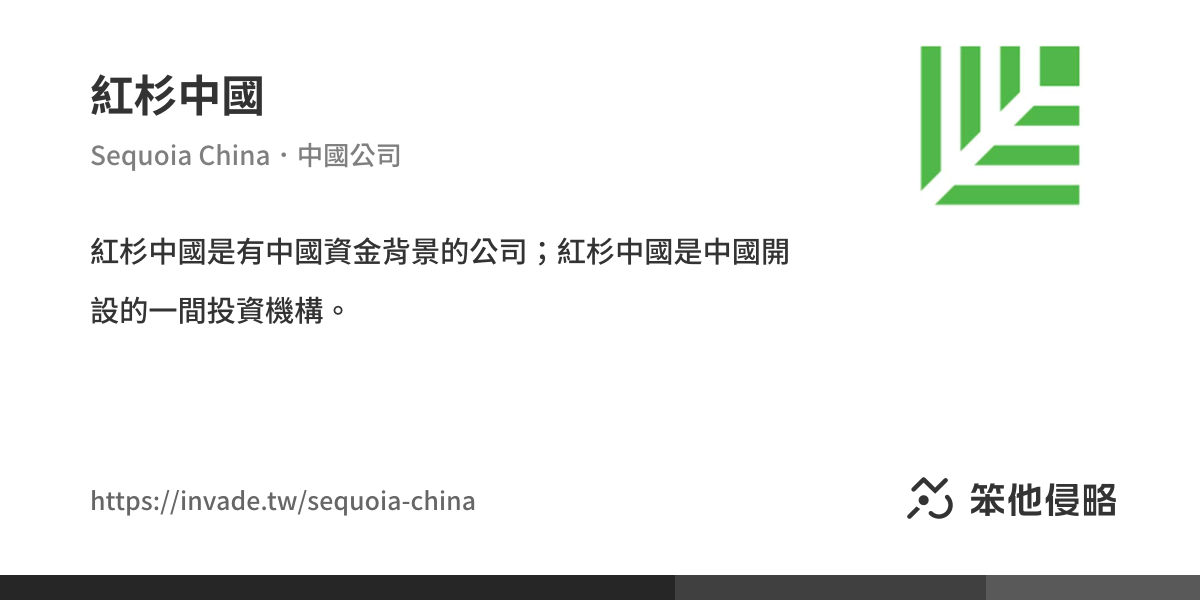 紅杉中國
Sequoia China・中國公司
紅杉中國是有中國資金背景的公司；紅杉中國是中國開
設的一間投資機構。
https://invade.tw/sequoia-china
笨他侵略